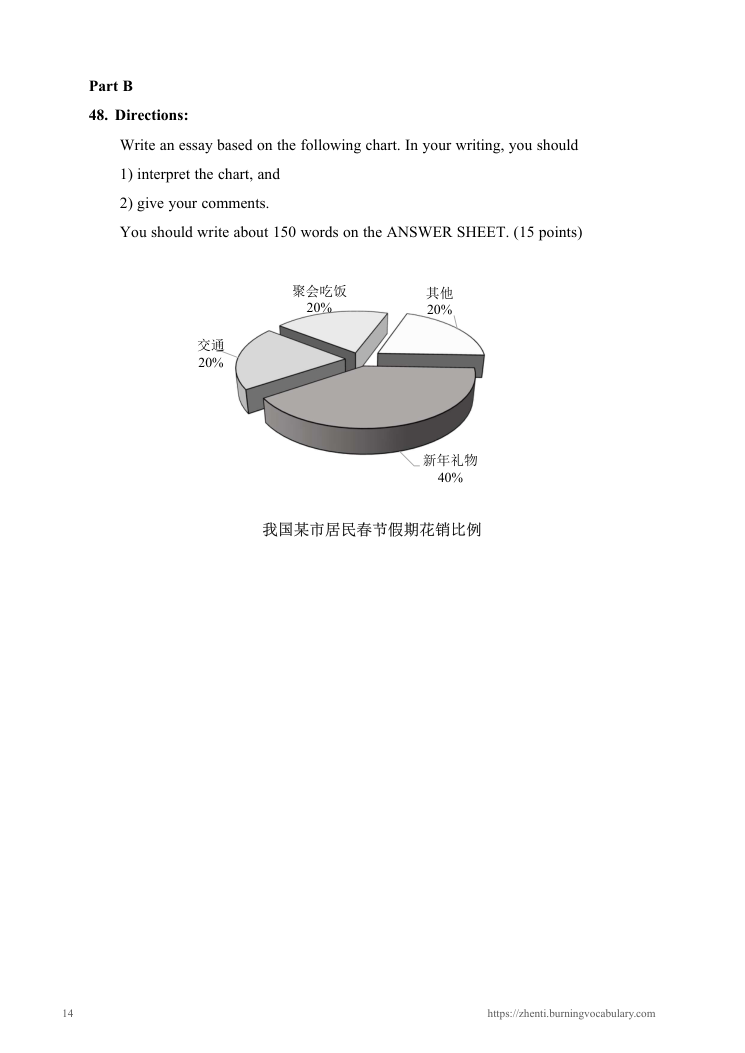 Part B
48. Directions:
Write an essay based on the following chart. In your writing, you should
1) interpret the chart, and
2) give your comments.
You should write about 150 words on the ANSWER SHEET. (15 points)
聚会吃饭
20%
其他
20%
交通
20%
新年礼物
40%
我国某市居民春节假期花销比例
14
https://zhenti.burningvocabulary.com